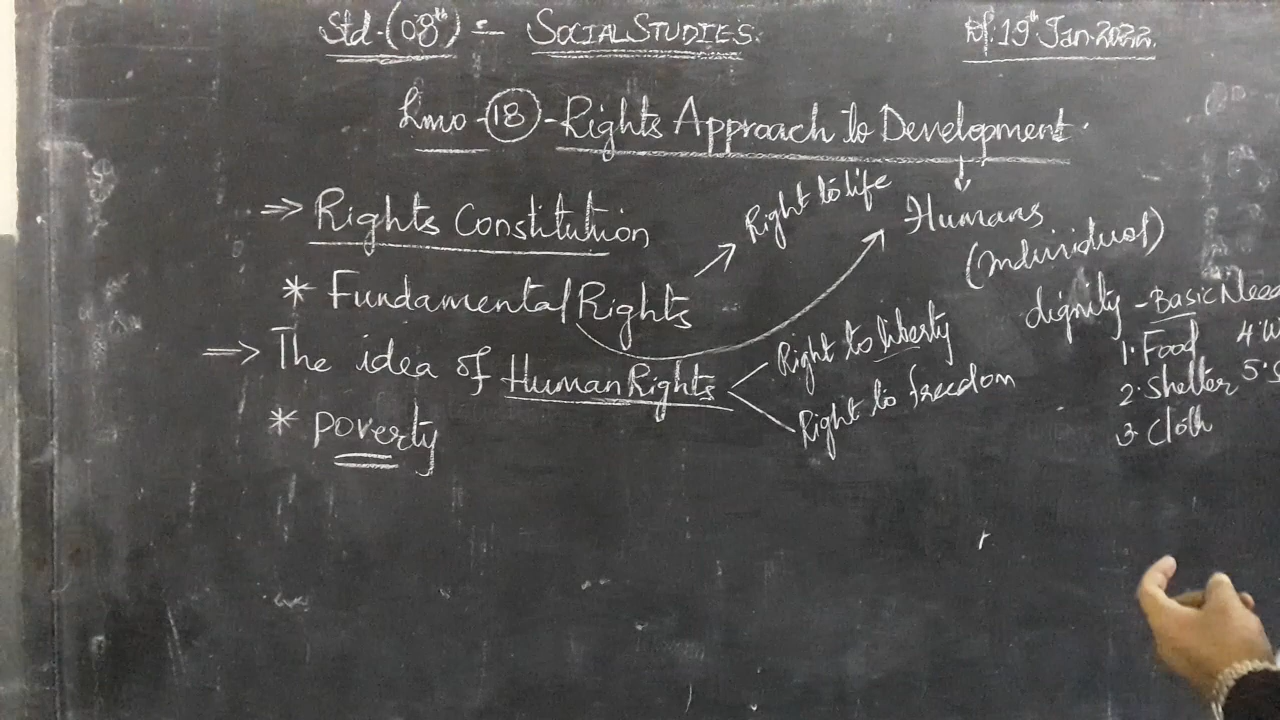 Std-(08th) - SOCIAL STUDIES.
Dt. 19th Jan. 2022.
(18) - Rights Approach to Development.
⇒ Rights Constitution
Right to life
Humans
(individual)
* Fundamental Rights
dignity - Basic
1. Food
2. Shelter
3. Cloth
⇒ The idea of Human Rights
Right to liberty
Right to freedom
* poverty